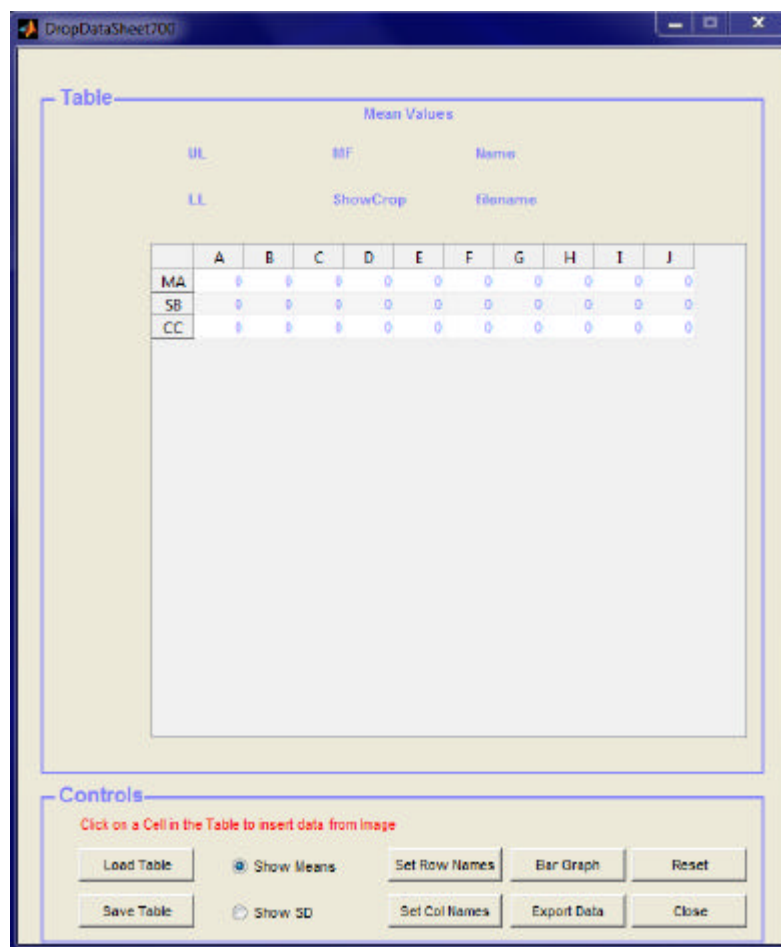 DropDataSheet700
Table
Mean Values
UL MF Name
LL ShowCrop filename
A B C D E F G H I J
MA 0 0 0 0 0 0 0 0 0 0
SB 0 0 0 0 0 0 0 0 0 0
CC 0 0 0 0 0 0 0 0 0 0
Controls
Click on a Cell in the Table to insert data from Image
Load Table Show Means Set Row Names Bar Graph Reset
Save Table Show SD Set Col Names Export Data Close